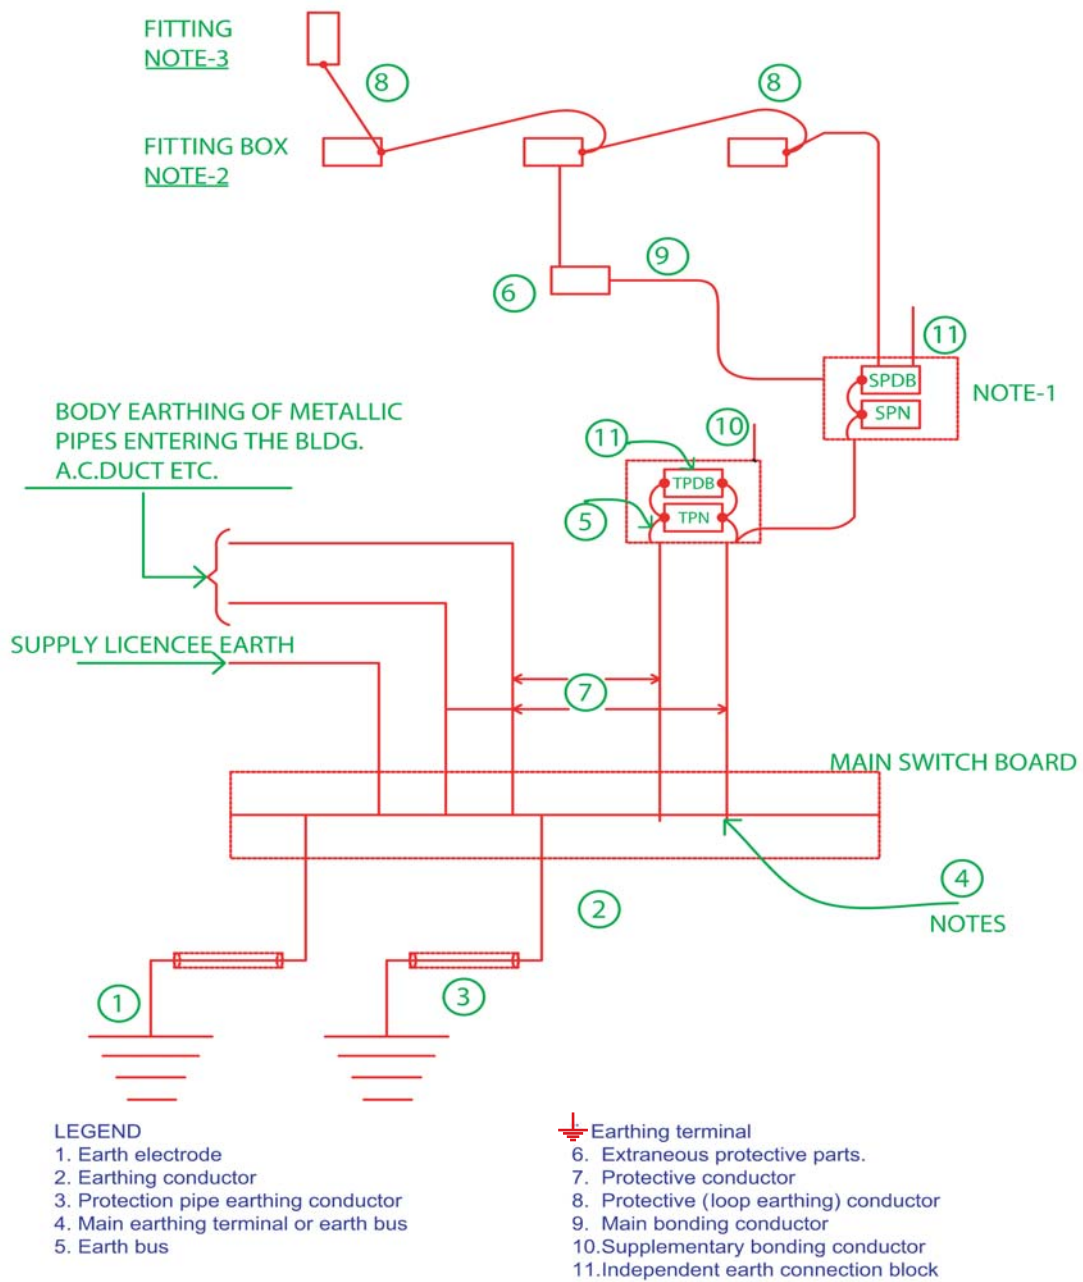 FITTING
NOTE-3
8
8
FITTING BOX
NOTE-2
9
6
11
SPDB
SPN
NOTE-1
BODY EARTHING OF METALLIC
PIPES ENTERING THE BLDG.
A.C.DUCT ETC.
10
11
TPDB
TPN
5
SUPPLY LICENCEE EARTH
7
MAIN SWITCH BOARD
4
NOTES
2
1
3
LEGEND
1. Earth electrode
2. Earthing conductor
3. Protection pipe earthing conductor
4. Main earthing terminal or earth bus
5. Earth bus
Earthing terminal
6. Extraneous protective parts.
7. Protective conductor
8. Protective (loop earthing) conductor
9. Main bonding conductor
10.Supplementary bonding conductor
11.Independent earth connection block